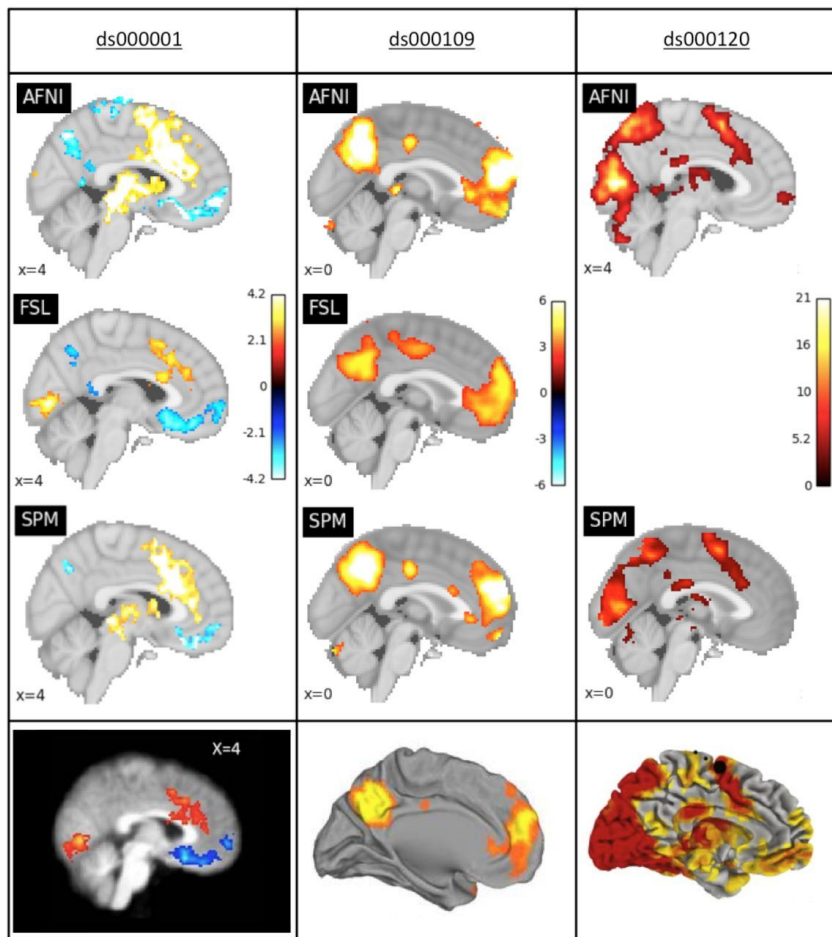 ds000001 ds000109 ds000120
AFNI AFNI AFNI
x=4 x=0 x=4
FSL FSL
4.2 6 21
2.1 3 16
0 0 10
-2.1 -3 5.2
-4.2 -6 0
x=4 x=0
SPM SPM SPM
x=4 x=0 x=0
X=4